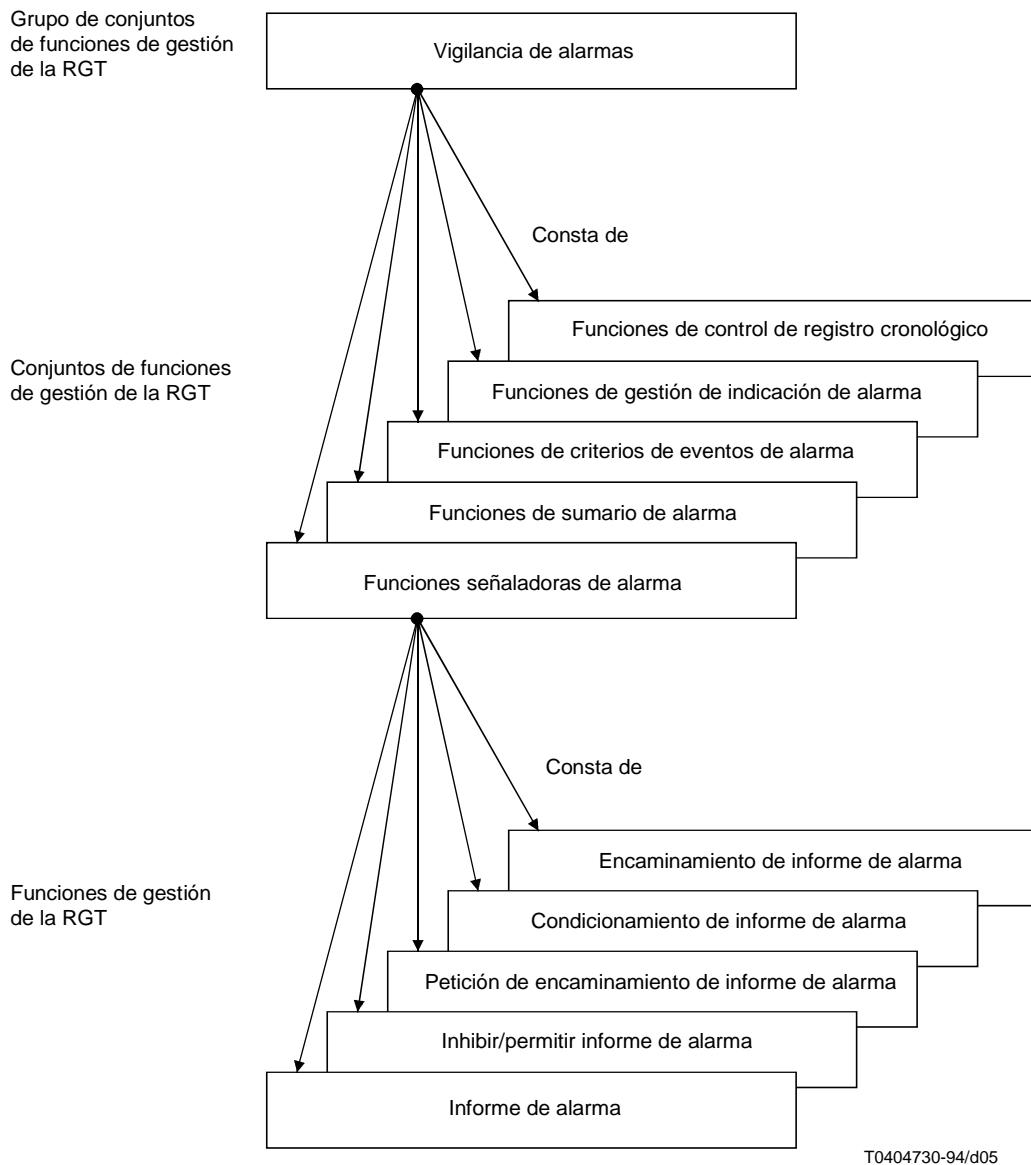 Grupo de conjuntos
de funciones de gestión
de la RGT
Vigilancia de alarmas
Consta de
Funciones de control de registro cronológico
Conjuntos de funciones
de gestión de la RGT
Funciones de gestión de indicación de alarma
Funciones de criterios de eventos de alarma
Funciones de sumario de alarma
Funciones señaladoras de alarma
Consta de
Encaminamiento de informe de alarma
Funciones de gestión
de la RGT
Condicionamiento de informe de alarma
Petición de encaminamiento de informe de alarma
Inhibir/permitir informe de alarma
Informe de alarma
T0404730-94/d05